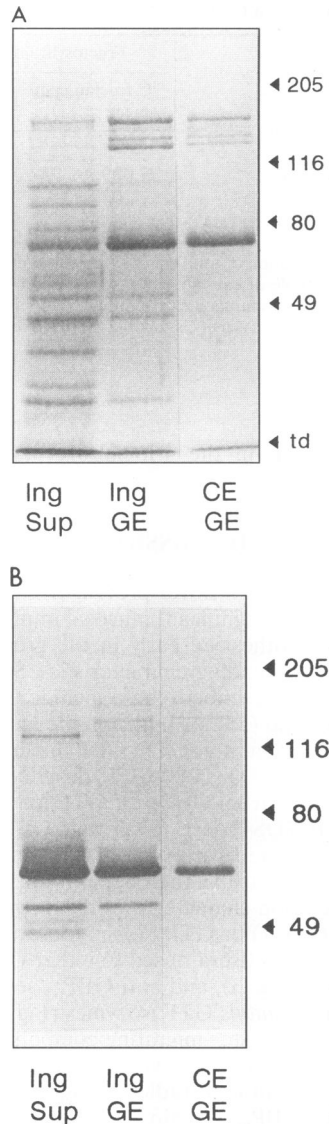 A
◀ 205
◀ 116
◀ 80
◀ 49
◀ td
Ing Ing CE
Sup GE GE
B
◀ 205
◀ 116
◀ 80
◀ 49
Ing Ing CE
Sup GE GE